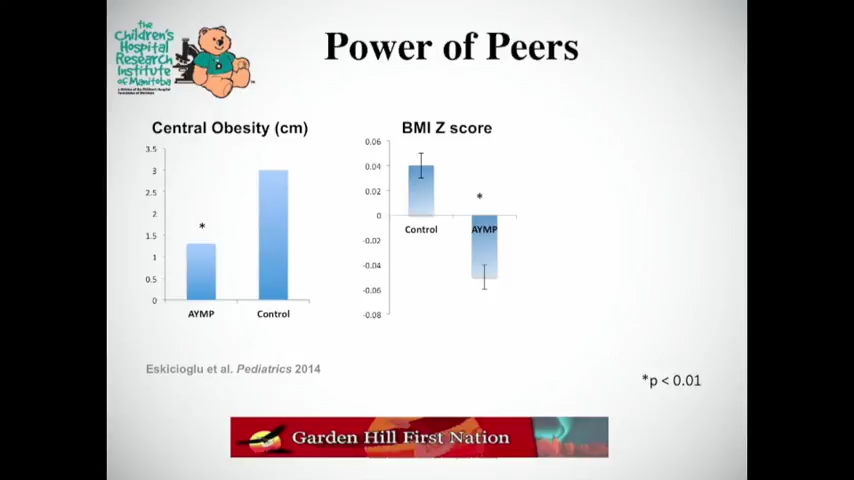 the
Children's
Hospital
Research
Institute
of Manitoba
Power of Peers
Central Obesity (cm)
3.5
3
2.5
2
1.5
1
0.5
0
*
AYMP
Control
BMI Z score
0.06
0.04
0.02
0
-0.02
-0.04
-0.06
-0.08
*
Control
AYMP
Eskicioglu et al. Pediatrics 2014
*p < 0.01
Garden Hill First Nation